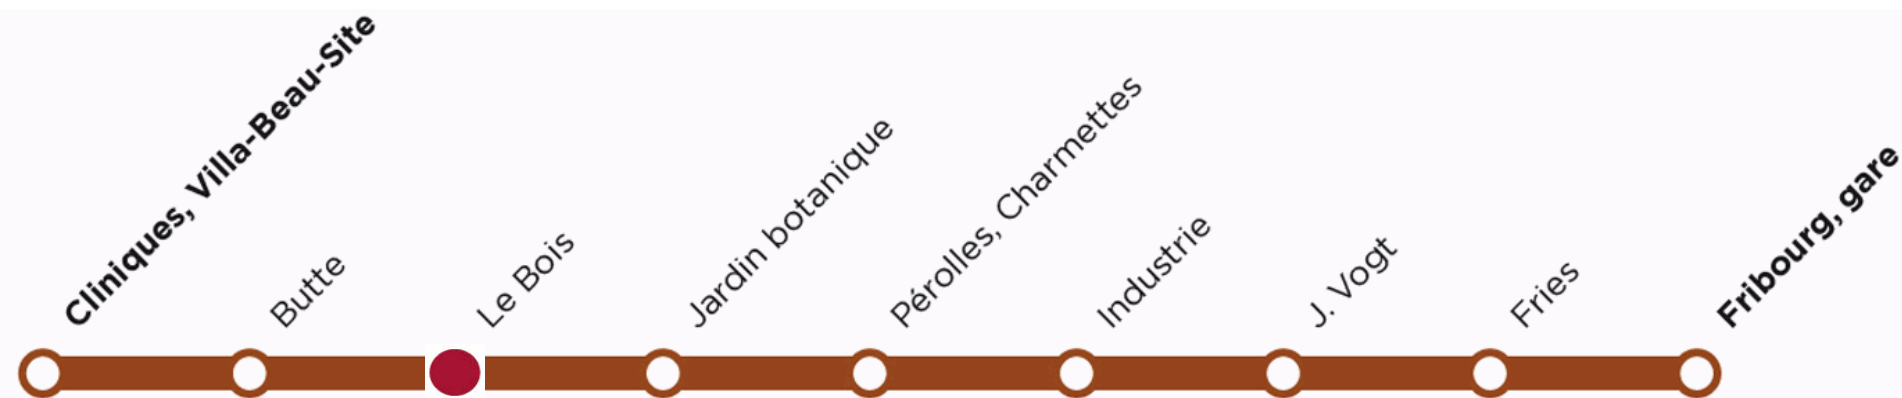 Cliniques, Villa-Beau-Site
Butte
Le Bois
Jardin botanique
Pérolles, Charmettes
Industrie
J. Vogt
Fries
Fribourg, gare